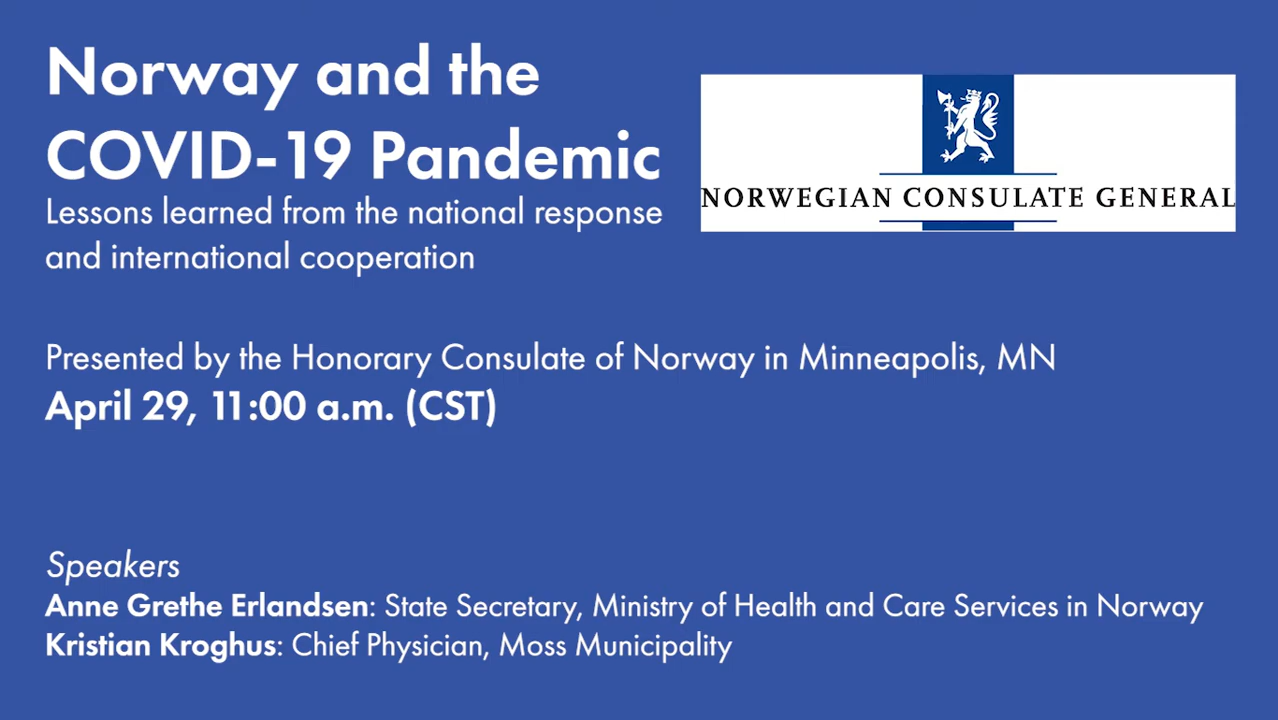 Norway and the
COVID-19 Pandemic
Lessons learned from the national response
and international cooperation
NORWEGIAN CONSULATE GENERAL
Presented by the Honorary Consulate of Norway in Minneapolis, MN
April 29, 11:00 a.m. (CST)
Speakers
Anne Grethe Erlandsen: State Secretary, Ministry of Health and Care Services in Norway
Kristian Kroghus: Chief Physician, Moss Municipality